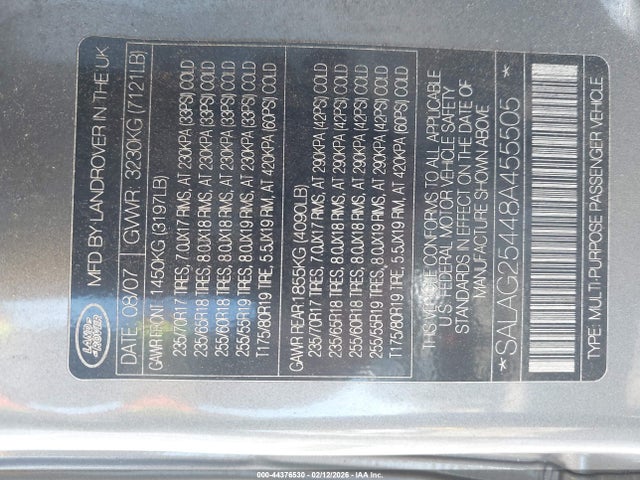 LAND ROVER
MFD BY LANDROVER IN THE UK
DATE: 08/07 GVWR: 3230KG (7121LB)
GAWR FRONT: 1450KG (3197LB)
235/70R17 TIRES, 7.0JX17 RIMS, AT 230KPA (33PSI) COLD
235/65R18 TIRES, 8.0JX18 RIMS, AT 230KPA (33PSI) COLD
255/60R18 TIRES, 8.0JX18 RIMS, AT 230KPA (33PSI) COLD
255/55R19 TIRES, 8.0JX19 RIMS, AT 230KPA (33PSI) COLD
T175/80R19 TIRE, 5.5JX19 RIM, AT 420KPA (60PSI) COLD
GAWR REAR:1855KG (4090LB)
235/70R17 TIRES, 7.0JX17 RIMS, AT 290KPA (42PSI) COLD
235/65R18 TIRES, 8.0JX18 RIMS, AT 290KPA (42PSI) COLD
255/60R18 TIRES, 8.0JX18 RIMS, AT 290KPA (42PSI) COLD
255/55R19 TIRES, 8.0JX19 RIMS, AT 290KPA (42PSI) COLD
T175/80R19 TIRE, 5.5JX19 RIM, AT 420KPA (60PSI) COLD
THIS VEHICLE CONFORMS TO ALL APPLICABLE
U.S. FEDERAL MOTOR VEHICLE SAFETY
STANDARDS IN EFFECT ON THE DATE OF
MANUFACTURE SHOWN ABOVE
*SALAG25448A455505*
TYPE: MULTI-PURPOSE PASSENGER VEHICLE
000-44376530 - 02/12/2026 - IAA Inc.